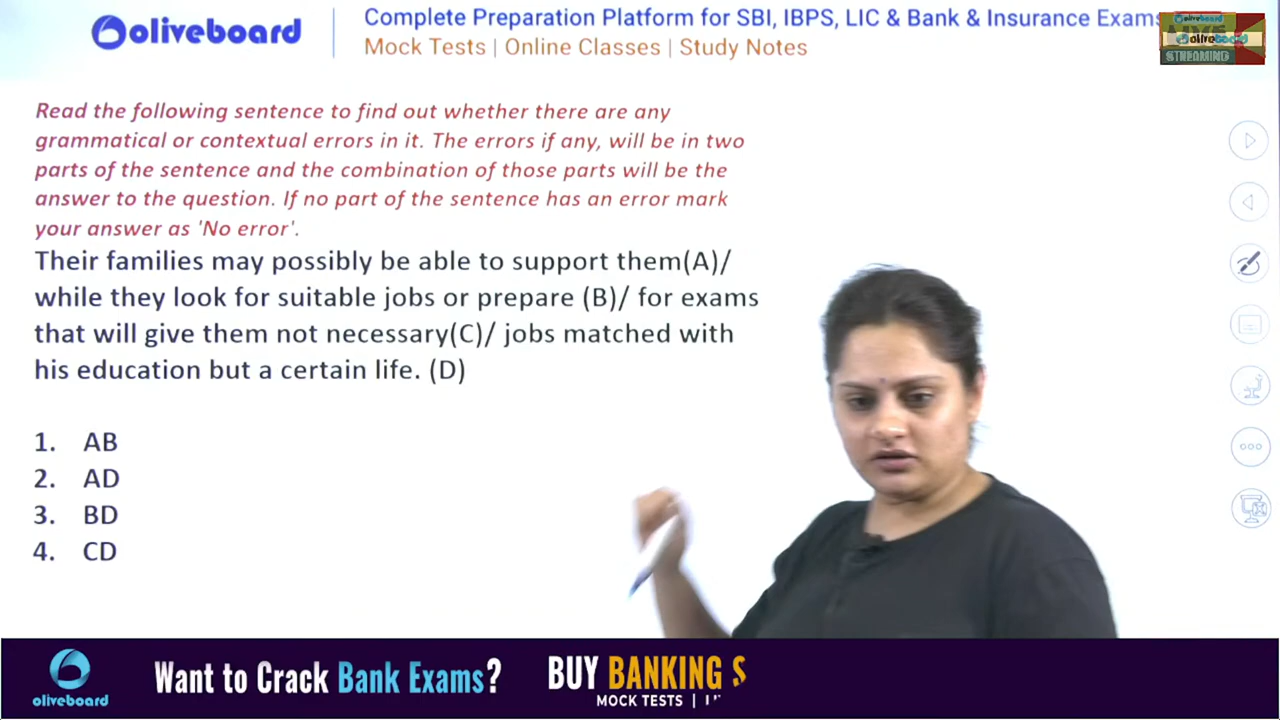 oliveboard
Complete Preparation Platform for SBI, IBPS, LIC & Bank & Insurance Exams
Mock Tests | Online Classes | Study Notes
oliveboard
STREAMING
Read the following sentence to find out whether there are any
grammatical or contextual errors in it. The errors if any, will be in two
parts of the sentence and the combination of those parts will be the
answer to the question. If no part of the sentence has an error mark
your answer as 'No error'.
Their families may possibly be able to support them(A)/
while they look for suitable jobs or prepare (B)/ for exams
that will give them not necessary(C)/ jobs matched with
his education but a certain life. (D)
1. AB
2. AD
3. BD
4. CD
oliveboard
Want to Crack Bank Exams?
BUY BANKING S
MOCK TESTS |